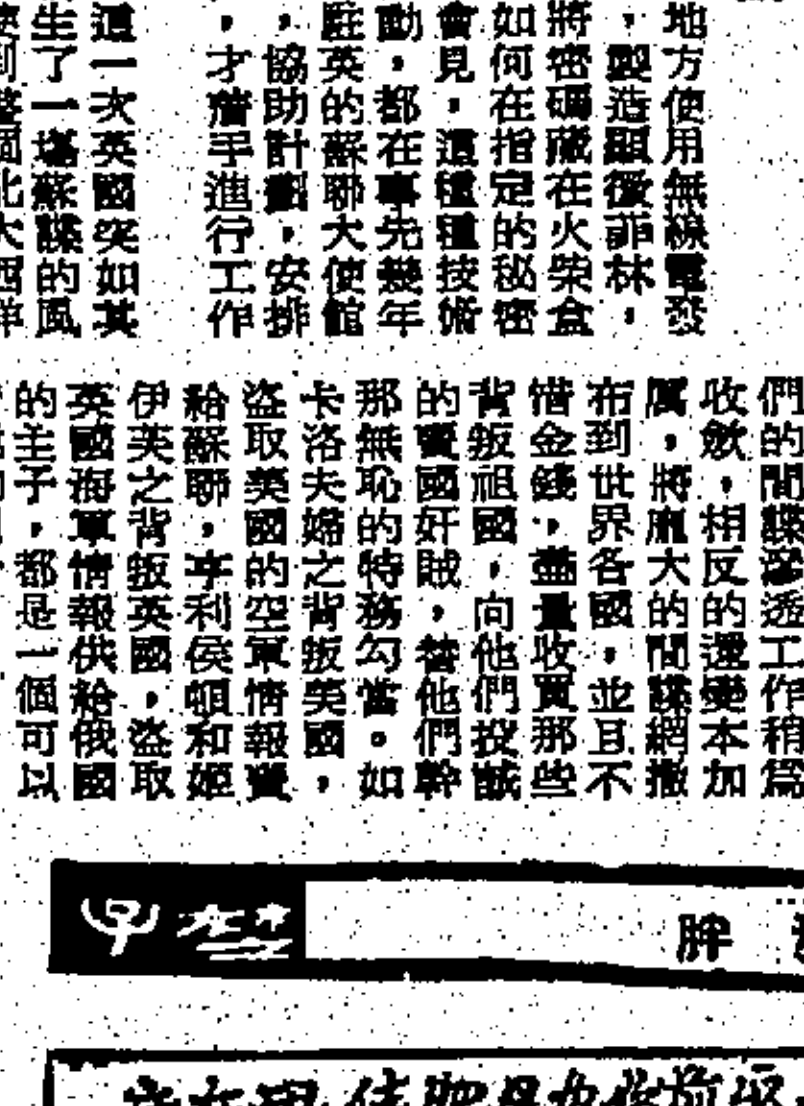 地方使用無線電發
，製造顯微菲林，
將密碼藏在火柴盒
如何在指定的秘密
會見，這種種技術
動，都在事先幾年
駐英的蘇聯大使館
，協助計劃，安排
，才着手進行工作
這一次英國突如其
生了一塲蘇諜的風
們的間諜滲透工作稍爲
收斂，相反的還變本加
厲，將龐大的間諜網撒
布到世界各國，並且不
惜金錢，盡量收買那些
背叛祖國，向他們投誠
的賣國奸賊，替他們幹
那無恥的特務勾當。如
卡洛夫婦之背叛美國，
盜取美國的空軍情報賣
給蘇聯，享利侯頓和姬
伊芙之背叛英國，盜取
英國海軍情報供給俄國
的主子，都是一個可以